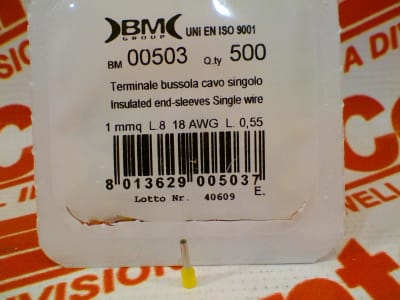 BM
GROUP
UNI EN ISO 9001
BM 00503 Q.ty 500
Terminale bussola cavo singolo
Insulated end-sleeves Single wire
1 mmq L.8 18 AWG L. 0,55
8 013629 005037
E.
Lotto Nr. 40609